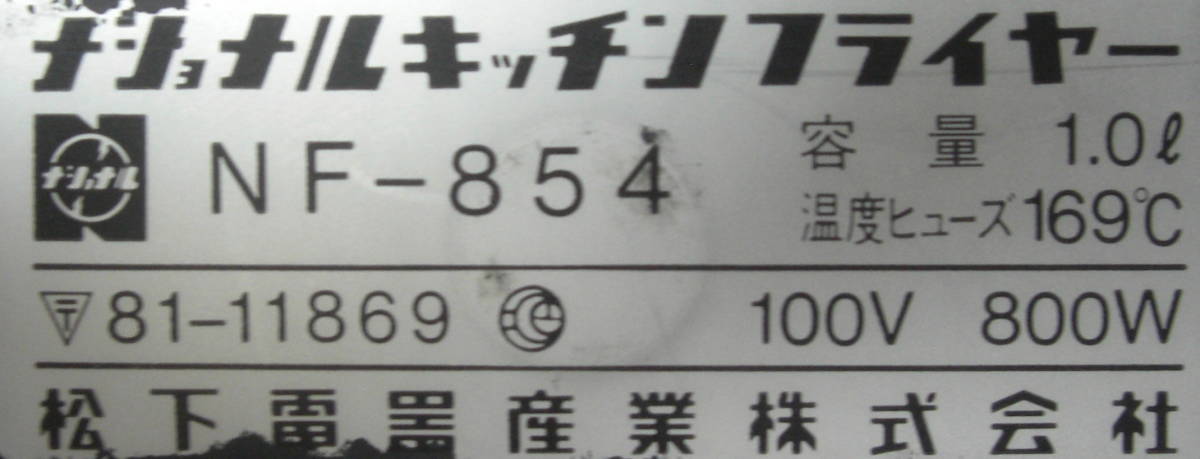 ナショナルキッチンフライヤー
ナショナル NF-854
容量 1.0ℓ
温度ヒューズ169℃
〒81-11869 100V 800W
松下電器産業株式会社